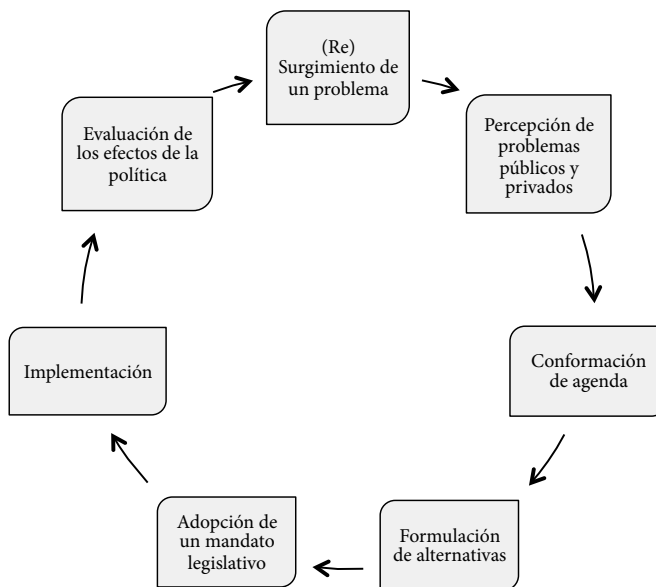 (Re)
Surgimiento de
un problema
Percepción de
problemas
públicos y
privados
Conformación
de agenda
Formulación
de alternativas
Adopción de
un mandato
legislativo
Implementación
Evaluación de
los efectos de la
política